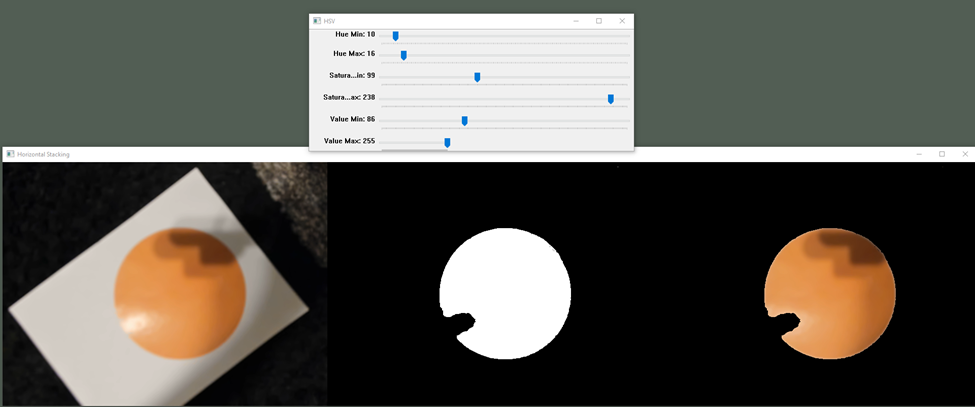 HSV
Hue Min: 10
Hue Max: 16
Satura...in: 99
Satura...ax: 238
Value Min: 86
Value Max: 255
Horizontal Stacking